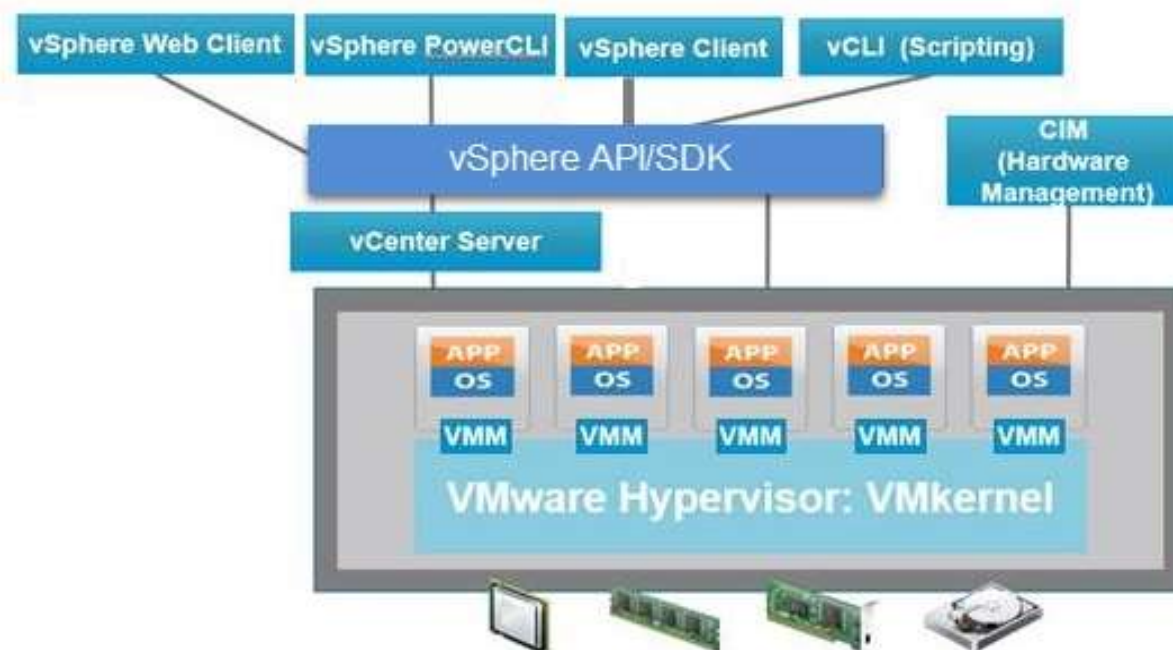 vSphere Web Client
vSphere PowerCLI
vSphere Client
vCLI (Scripting)
vSphere API/SDK
CIM
(Hardware
Management)
vCenter Server
APP
OS
APP
OS
APP
OS
APP
OS
APP
OS
VMM
VMM
VMM
VMM
VMM
VMware Hypervisor: VMkernel